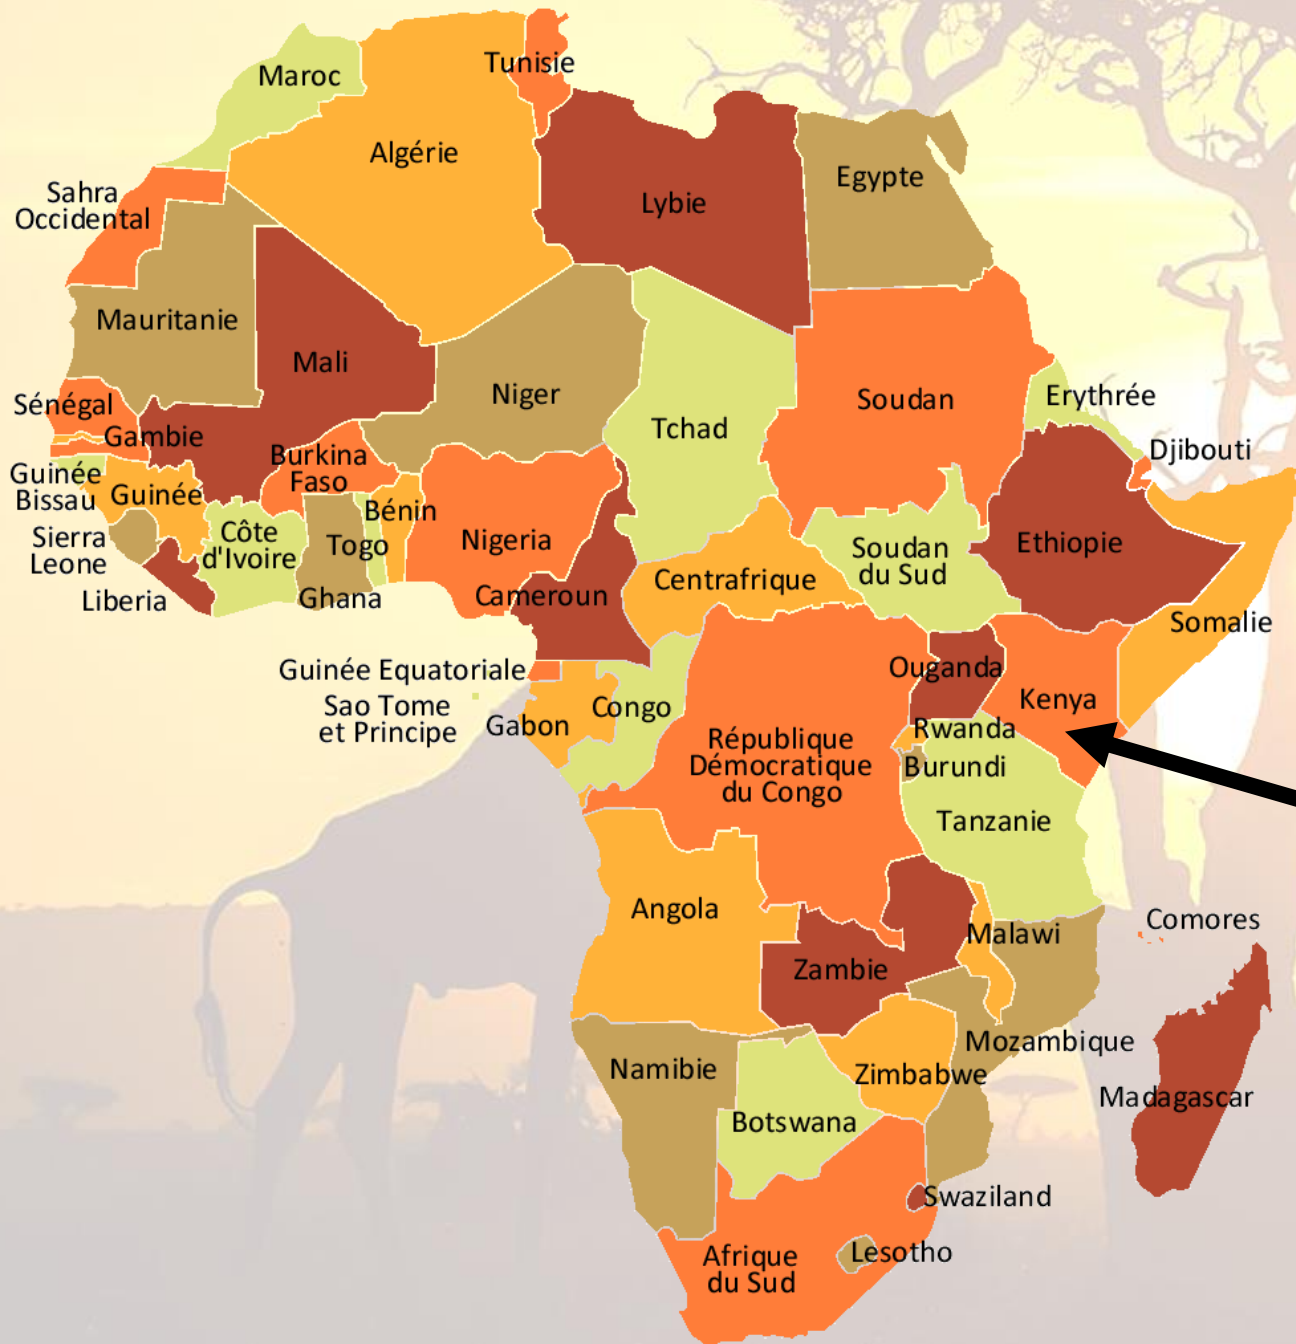 Tunisie
Maroc
Algérie
Egypte
Sahra
Occidental
Lybie
Mauritanie
Mali
Niger
Soudan
Erythrée
Sénégal
Tchad
Gambie
Djibouti
Burkina
Faso
Guinée
Bissau
Guinée
Bénin
Côte
d'Ivoire
Togo
Nigeria
Soudan
du Sud
Ethiopie
Sierra
Leone
Centrafrique
Liberia
Ghana
Cameroun
Somalie
Guinée Equatoriale
Ouganda
Sao Tome
et Principe
Gabon
Congo
Kenya
Rwanda
République
Démocratique
du Congo
Burundi
Tanzanie
Angola
Comores
Malawi
Zambie
Mozambique
Namibie
Zimbabwe
Madagascar
Botswana
Swaziland
Lesotho
Afrique
du Sud